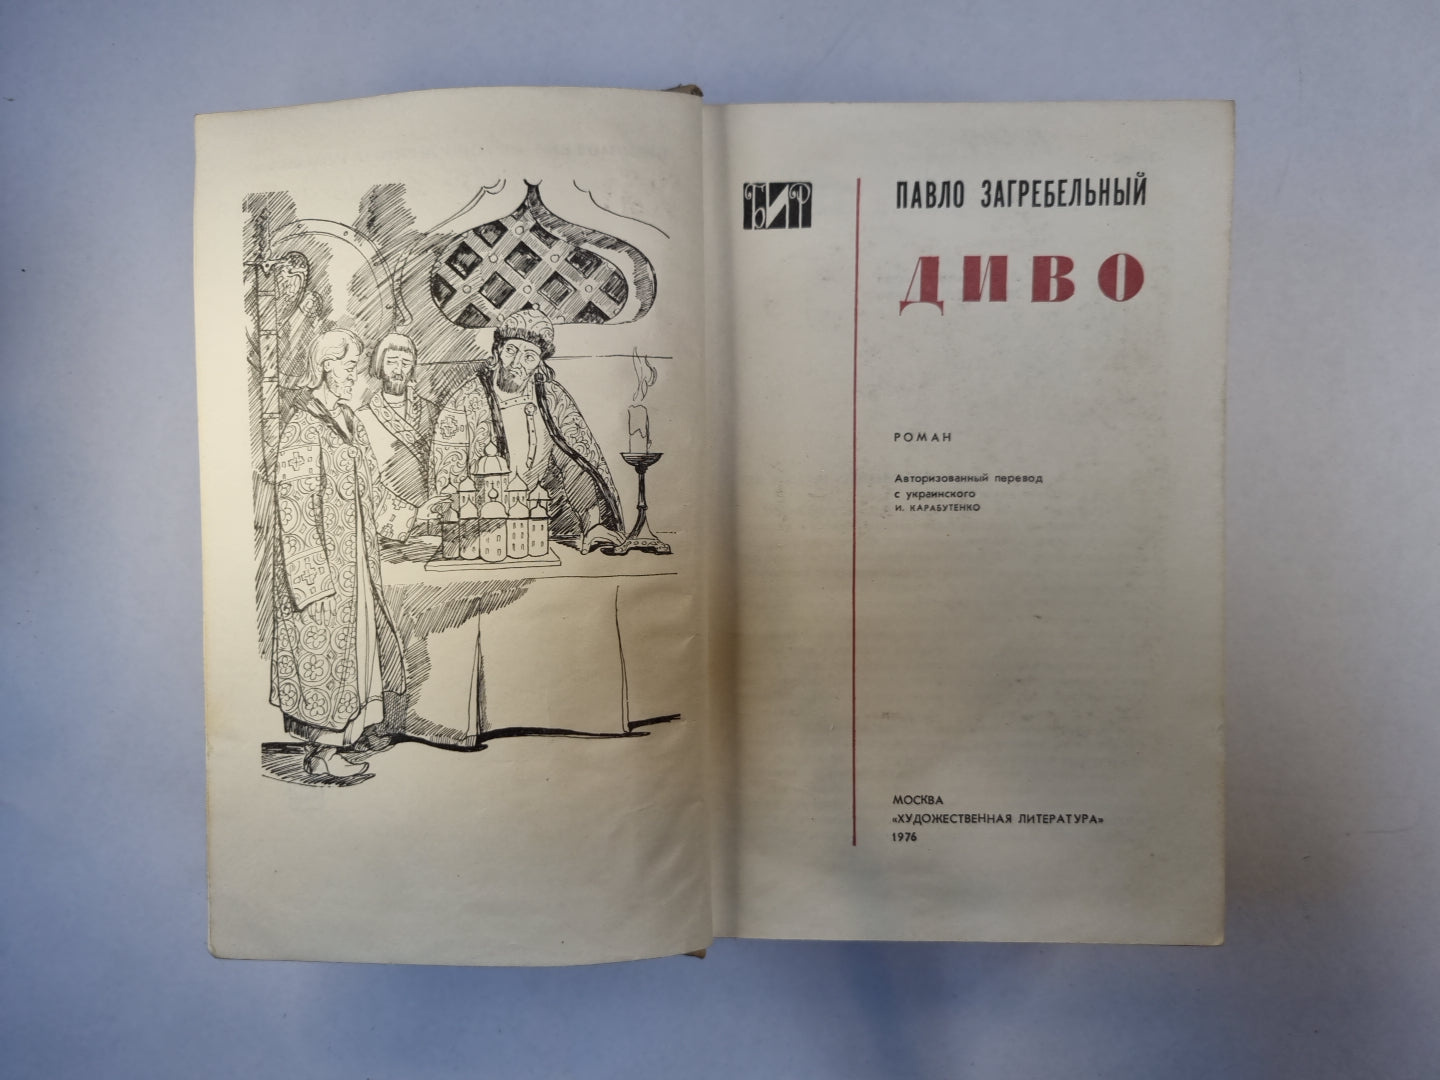 БИР
ПАВЛО ЗАГРЕБЕЛЬНЫЙ
ДИВО
РОМАН
Авторизованный перевод
с украинского
И. КАРАБУТЕНКО
МОСКВА
«ХУДОЖЕСТВЕННАЯ ЛИТЕРАТУРА»
1976